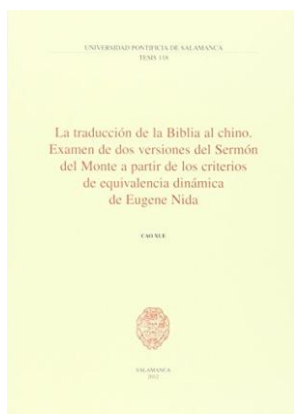 UNIVERSIDAD PONTIFICIA DE SALAMANCA
TESIS 138
La traducción de la Biblia al chino.
Examen de dos versiones del Sermón
del Monte a partir de los criterios
de equivalencia dinámica
de Eugene Nida
CAO XUE
SALAMANCA
2012